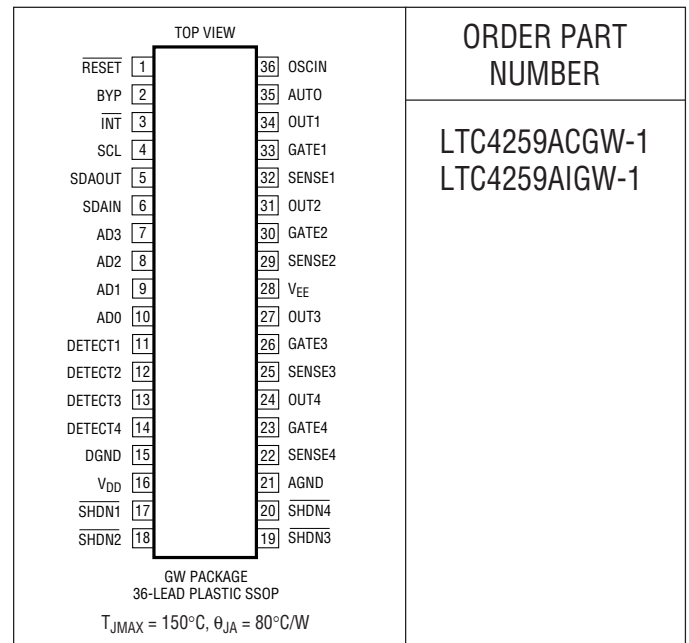 TOP VIEW
RESET 1
BYP 2
INT 3
SCL 4
SDAOUT 5
SDAIN 6
AD3 7
AD2 8
AD1 9
AD0 10
DETECT1 11
DETECT2 12
DETECT3 13
DETECT4 14
DGND 15
VDD 16
SHDN1 17
SHDN2 18
36 OSCIN
35 AUTO
34 OUT1
33 GATE1
32 SENSE1
31 OUT2
30 GATE2
29 SENSE2
28 VEE
27 OUT3
26 GATE3
25 SENSE3
24 OUT4
23 GATE4
22 SENSE4
21 AGND
20 SHDN4
19 SHDN3
GW PACKAGE
36-LEAD PLASTIC SSOP
TJMAX = 150°C, θJA = 80°C/W
ORDER PART
NUMBER
LTC4259ACGW-1
LTC4259AIGW-1